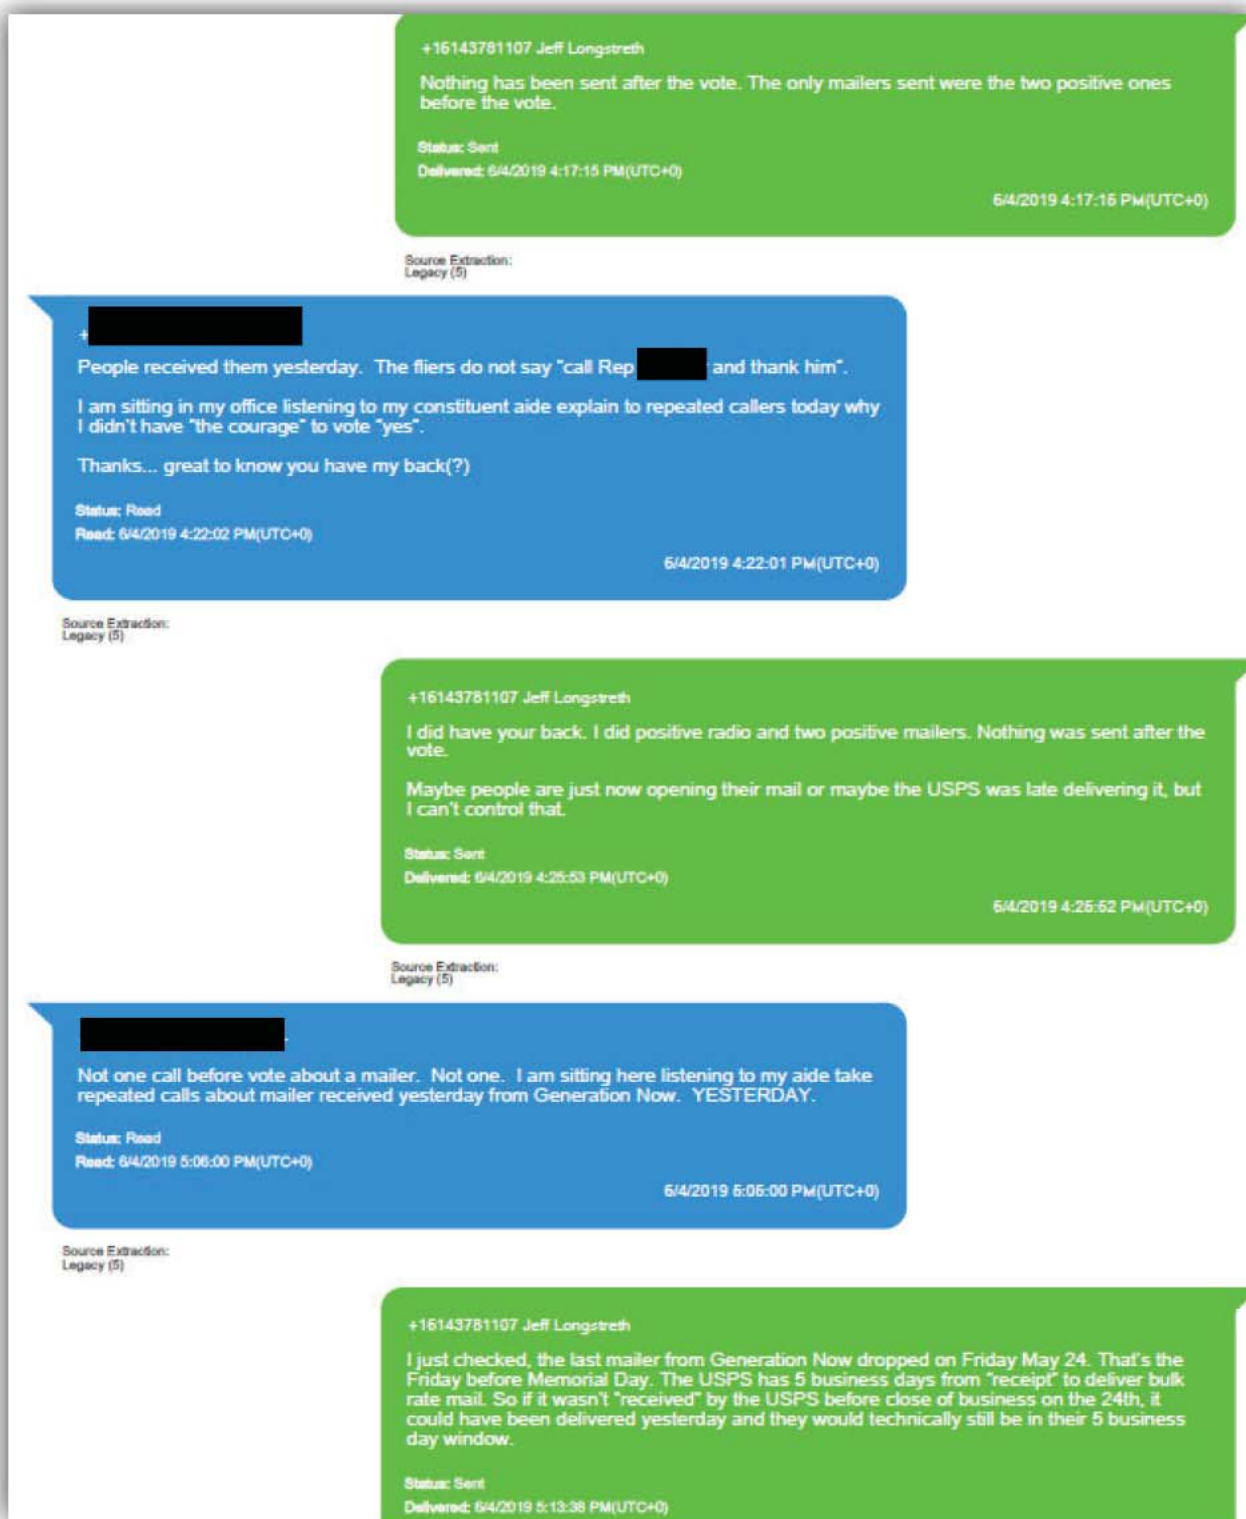 +16143781107 Jeff Longstreth
Nothing has been sent after the vote. The only mailers sent were the two positive ones
before the vote.
Status: Sent
Delivered: 6/4/2019 4:17:15 PM(UTC+0)
6/4/2019 4:17:15 PM(UTC+0)
Source Extraction:
Legacy (5)
+
People received them yesterday.  The fliers do not say "call Rep and thank him".
I am sitting in my office listening to my constituent aide explain to repeated callers today why
I didn't have "the courage" to vote "yes".
Thanks... great to know you have my back(?)
Status: Read
Read: 6/4/2019 4:22:02 PM(UTC+0)
6/4/2019 4:22:01 PM(UTC+0)
Source Extraction:
Legacy (5)
+16143781107 Jeff Longstreth
I did have your back. I did positive radio and two positive mailers. Nothing was sent after the
vote.
Maybe people are just now opening their mail or maybe the USPS was late delivering it, but
I can't control that.
Status: Sent
Delivered: 6/4/2019 4:25:53 PM(UTC+0)
6/4/2019 4:25:52 PM(UTC+0)
Source Extraction:
Legacy (5)
Not one call before vote about a mailer.  Not one.  I am sitting here listening to my aide take
repeated calls about mailer received yesterday from Generation Now.  YESTERDAY.
Status: Read
Read: 6/4/2019 5:06:00 PM(UTC+0)
6/4/2019 5:05:00 PM(UTC+0)
Source Extraction:
Legacy (5)
+16143781107 Jeff Longstreth
I just checked, the last mailer from Generation Now dropped on Friday May 24. That's the
Friday before Memorial Day. The USPS has 5 business days from "receipt" to deliver bulk
rate mail. So if it wasn't "received" by the USPS before close of business on the 24th, it
could have been delivered yesterday and they would technically still be in their 5 business
day window.
Status: Sent
Delivered: 6/4/2019 5:13:38 PM(UTC+0)